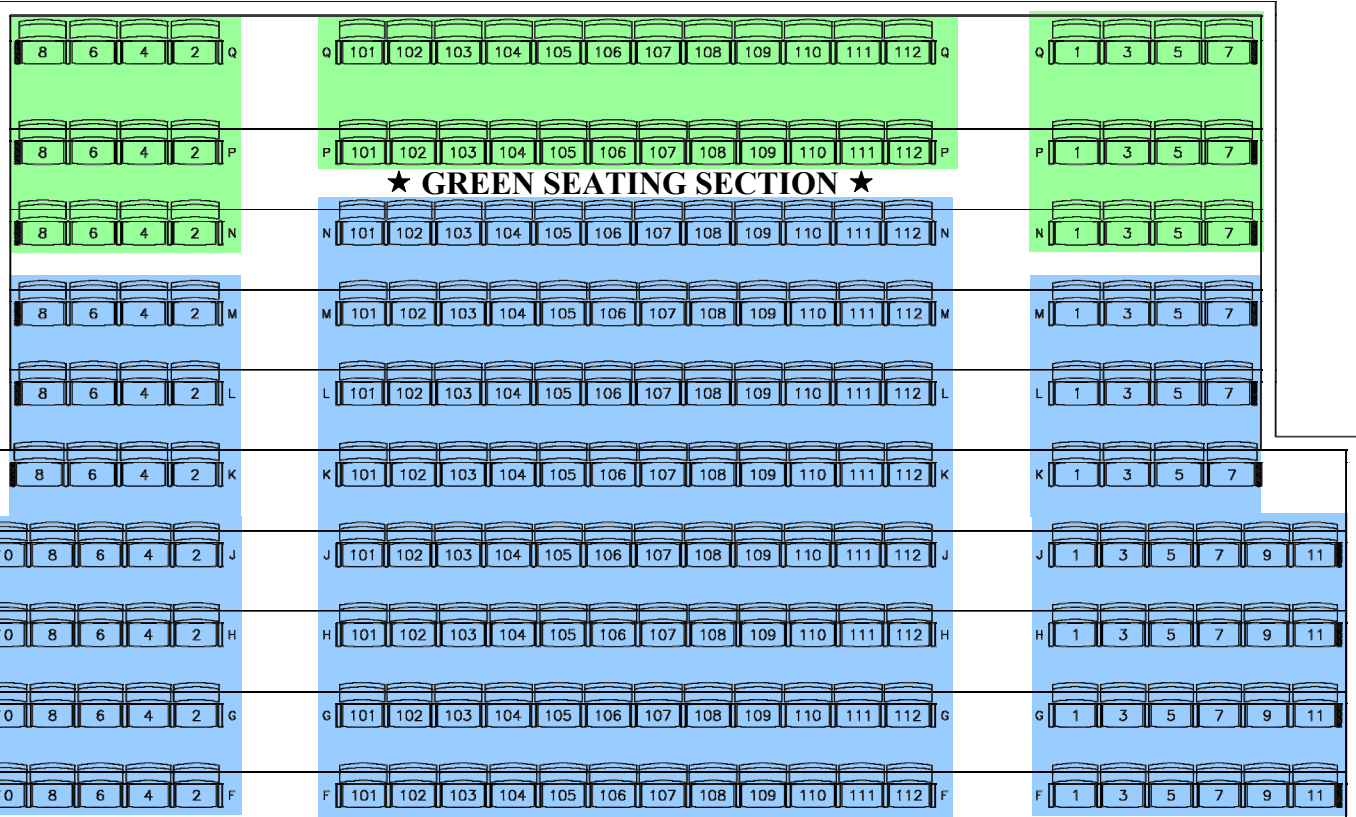 8 6 4 2 Q Q 101 102 103 104 105 106 107 108 109 110 111 112 Q Q 1 3 5 7
8 6 4 2 P P 101 102 103 104 105 106 107 108 109 110 111 112 P P 1 3 5 7
★ GREEN SEATING SECTION ★
8 6 4 2 N N 101 102 103 104 105 106 107 108 109 110 111 112 N N 1 3 5 7
8 6 4 2 M M 101 102 103 104 105 106 107 108 109 110 111 112 M M 1 3 5 7
8 6 4 2 L L 101 102 103 104 105 106 107 108 109 110 111 112 L L 1 3 5 7
8 6 4 2 K K 101 102 103 104 105 106 107 108 109 110 111 112 K K 1 3 5 7
0 8 6 4 2 J J 101 102 103 104 105 106 107 108 109 110 111 112 J J 1 3 5 7 9 11
0 8 6 4 2 H H 101 102 103 104 105 106 107 108 109 110 111 112 H H 1 3 5 7 9 11
0 8 6 4 2 G G 101 102 103 104 105 106 107 108 109 110 111 112 G G 1 3 5 7 9 11
0 8 6 4 2 F F 101 102 103 104 105 106 107 108 109 110 111 112 F F 1 3 5 7 9 11